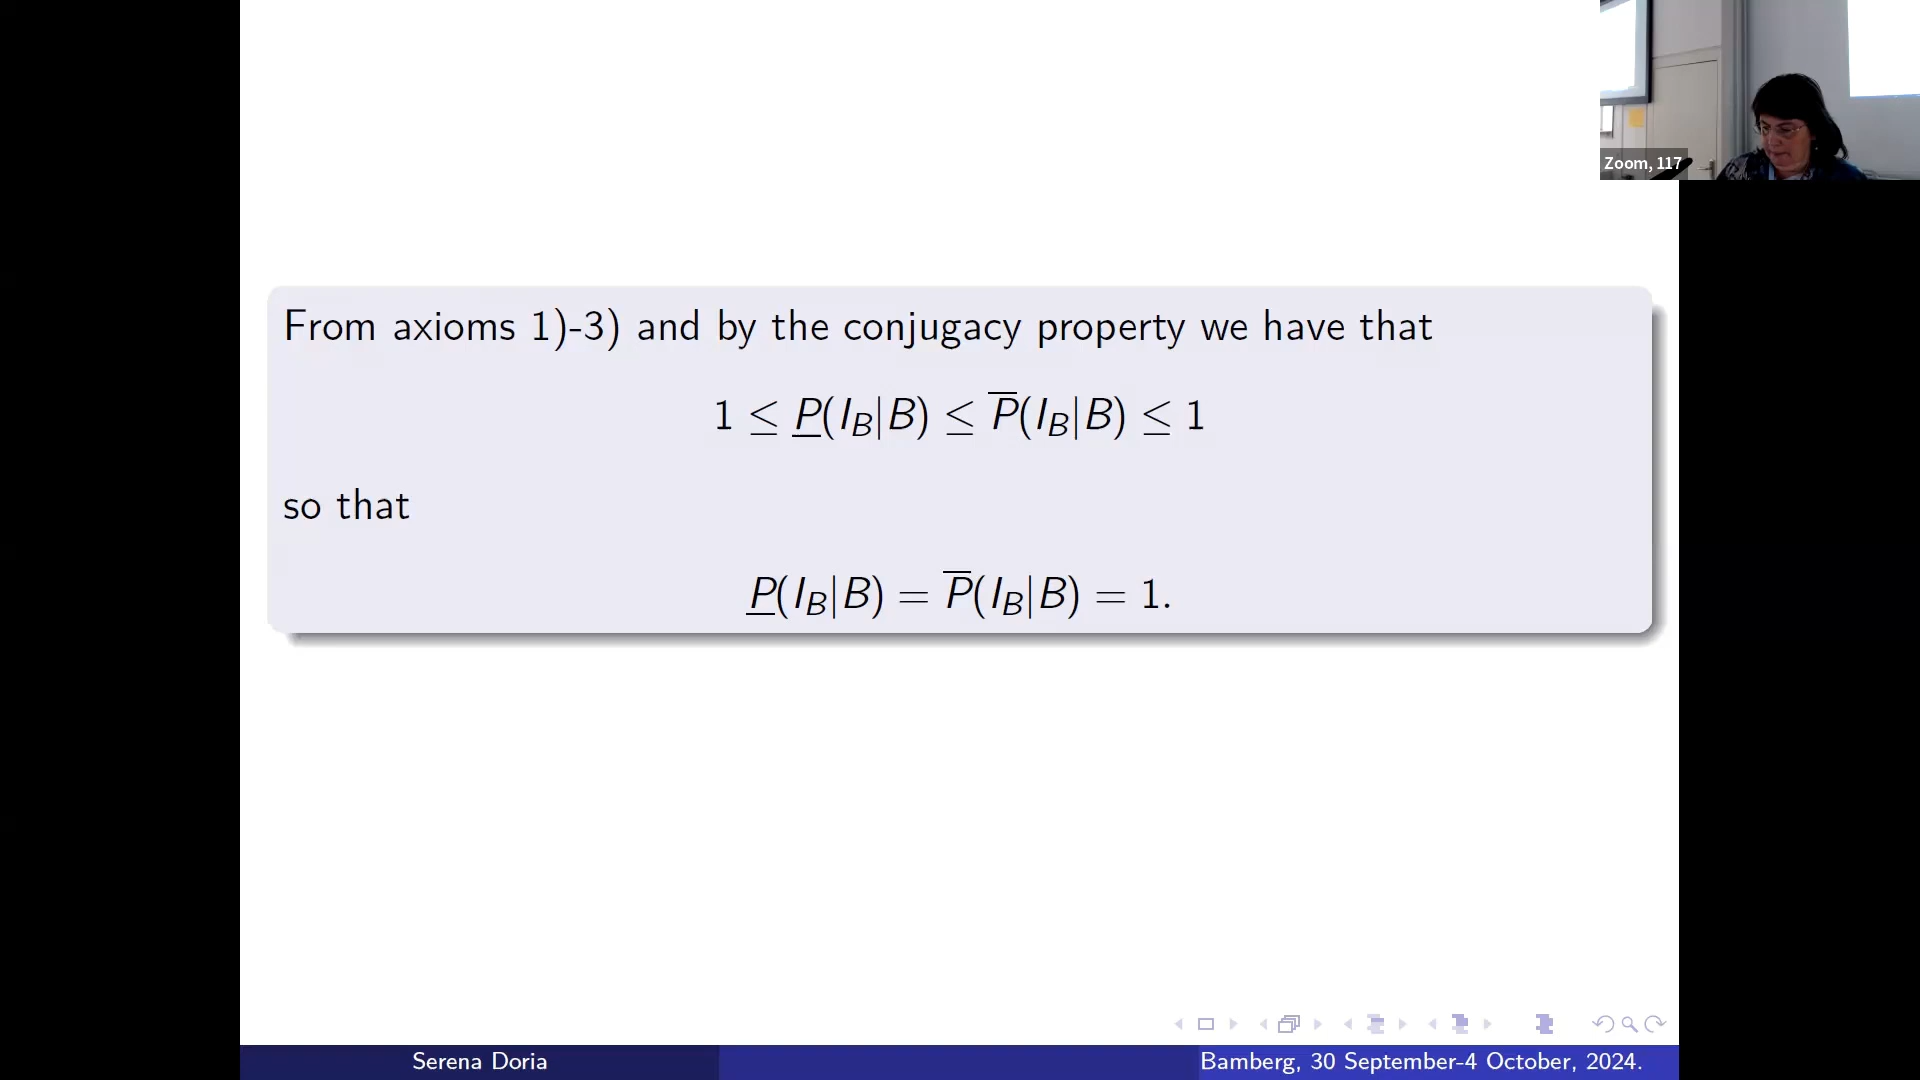 Zoom, 117
From axioms 1)-3) and by the conjugacy property we have that
1 ≤ P̲(I_B|B) ≤ P̅(I_B|B) ≤ 1
so that
P̲(I_B|B) = P̅(I_B|B) = 1.
Serena Doria
Bamberg, 30 September-4 October, 2024.